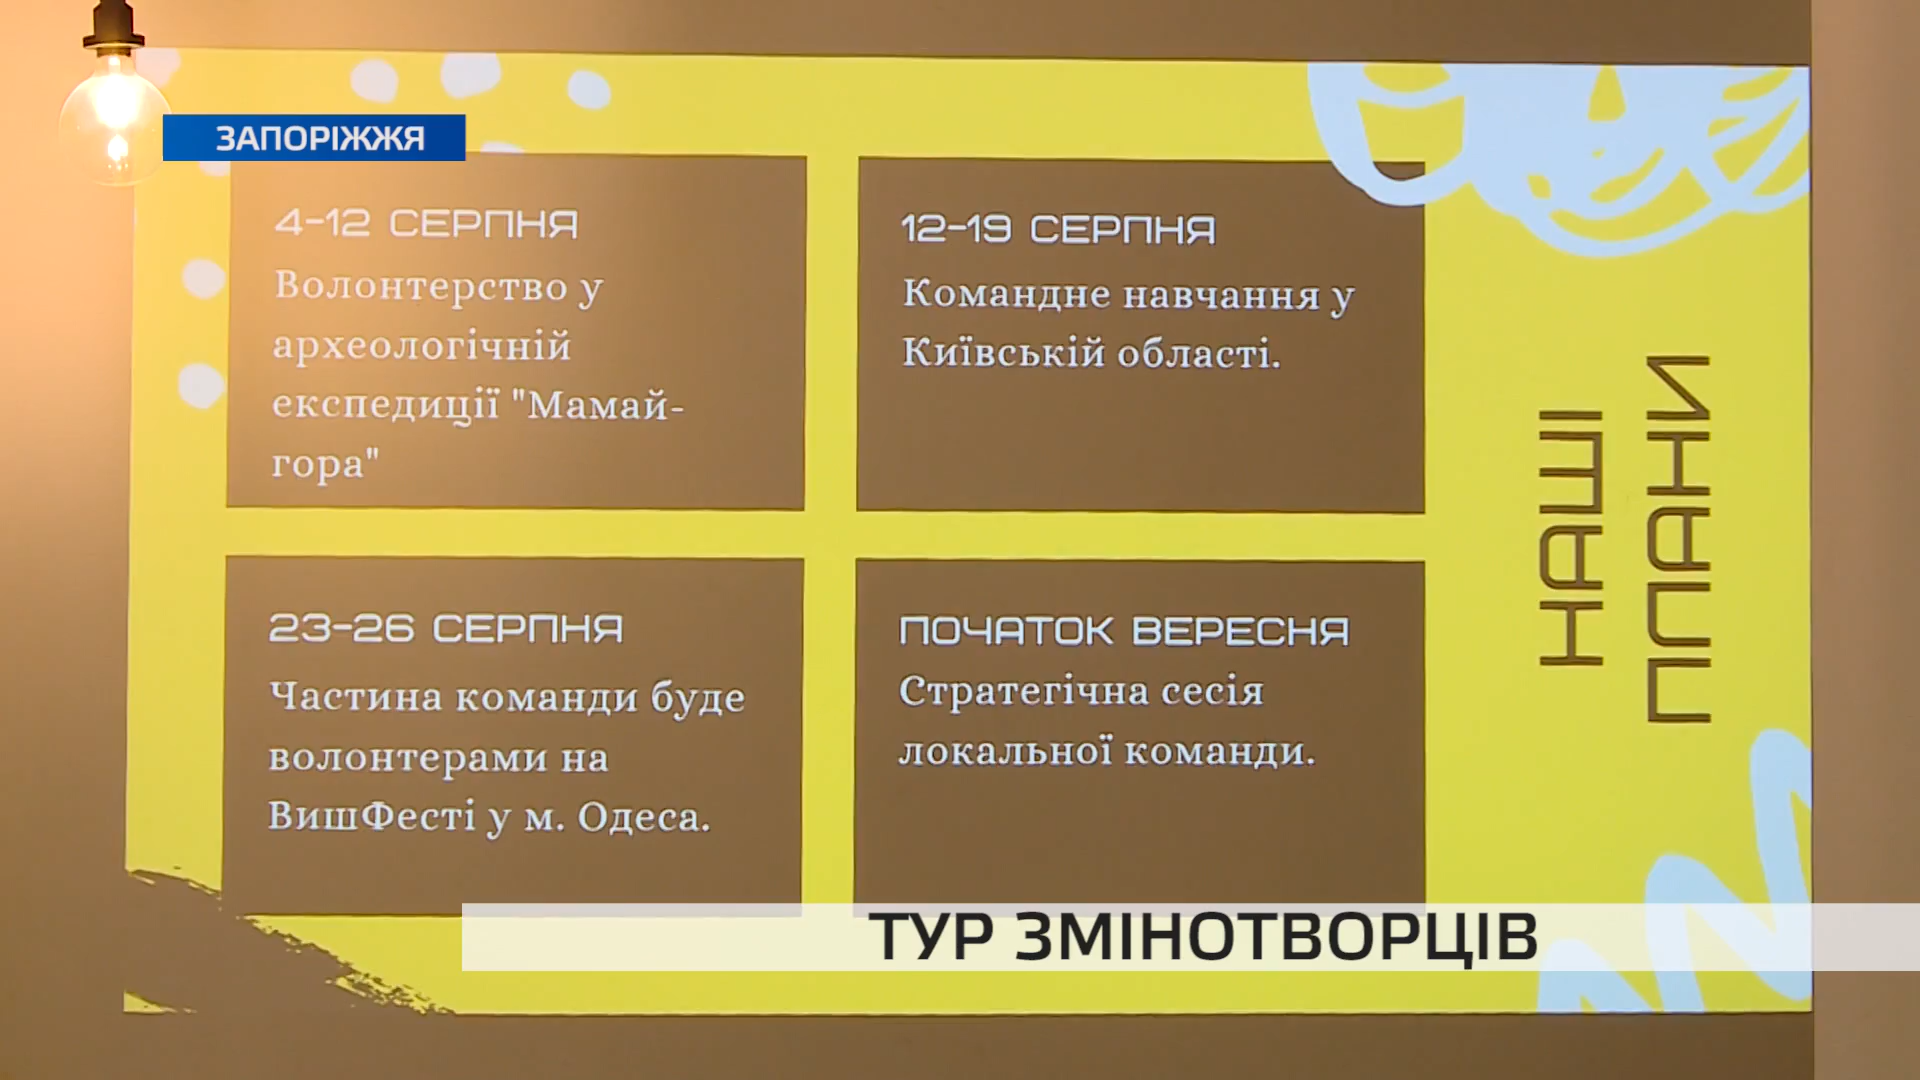 ЗАПОРІЖЖЯ
4-12 СЕРПНЯ
Волонтерство у
археологічній
експедиції "Мамай-
гора"
12-19 СЕРПНЯ
Командне навчання у
Київській області.
23-26 СЕРПНЯ
Частина команди буде
волонтерами на
ВишФесті у м. Одеса.
ПОЧАТОК ВЕРЕСНЯ
Стратегічна сесія
локальної команди.
НАШІ
ПЛАНИ
ТУР ЗМІНОТВОРЦІВ